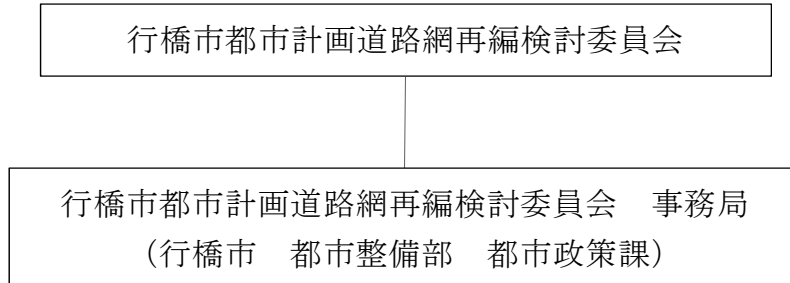 行橋市都市計画道路網再編検討委員会
行橋市都市計画道路網再編検討委員会　事務局
（行橋市　都市整備部　都市政策課）